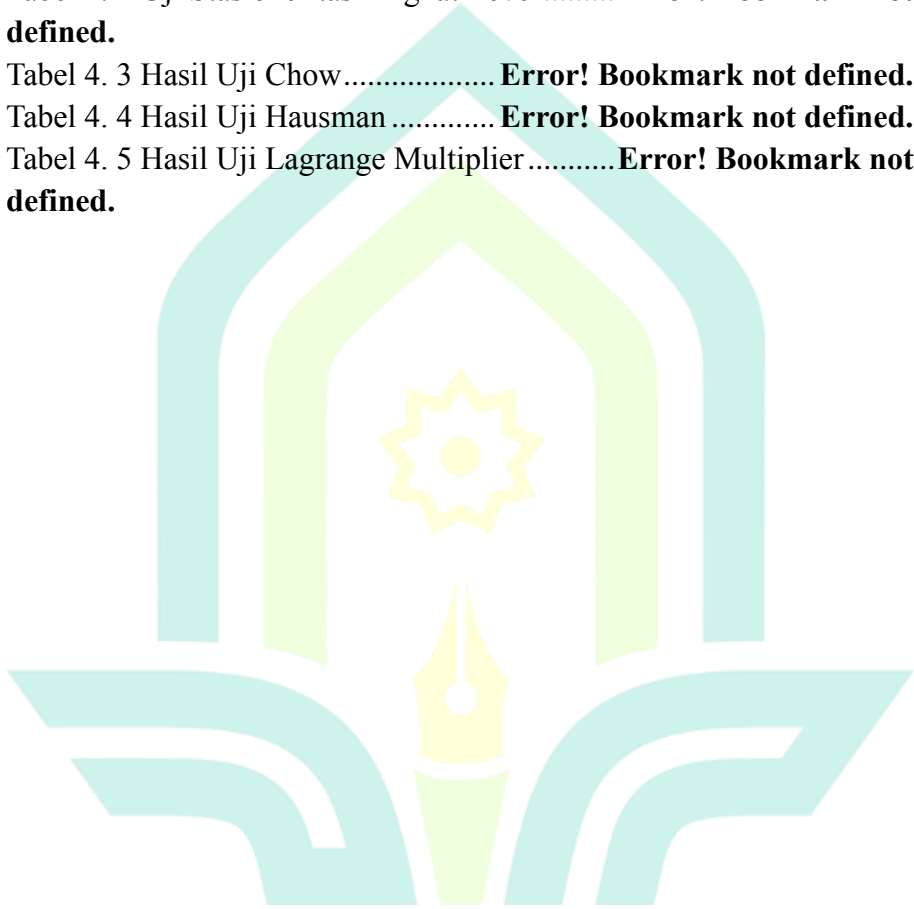 defined.
Tabel 4. 3 Hasil Uji Chow................. Error! Bookmark not defined.
Tabel 4. 4 Hasil Uji Hausman ............. Error! Bookmark not defined.
Tabel 4. 5 Hasil Uji Lagrange Multiplier ...........Error! Bookmark not
defined.